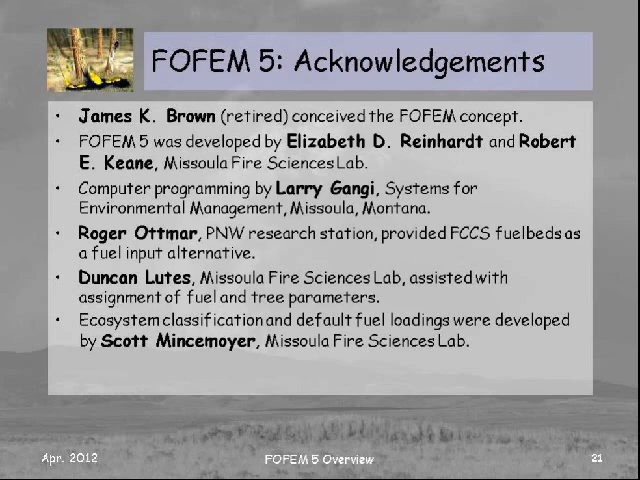 FOFEM 5: Acknowledgements
• James K. Brown (retired) conceived the FOFEM concept.
• FOFEM 5 was developed by Elizabeth D. Reinhardt and Robert
E. Keane, Missoula Fire Sciences Lab.
• Computer programming by Larry Gangi, Systems for
Environmental Management, Missoula, Montana.
• Roger Ottmar, PNW research station, provided FCCS fuelbeds as
a fuel input alternative.
• Duncan Lutes, Missoula Fire Sciences Lab, assisted with
assignment of fuel and tree parameters.
• Ecosystem classification and default fuel loadings were developed
by Scott Mincemoyer, Missoula Fire Sciences Lab.
Apr. 2012 FOFEM 5 Overview 21